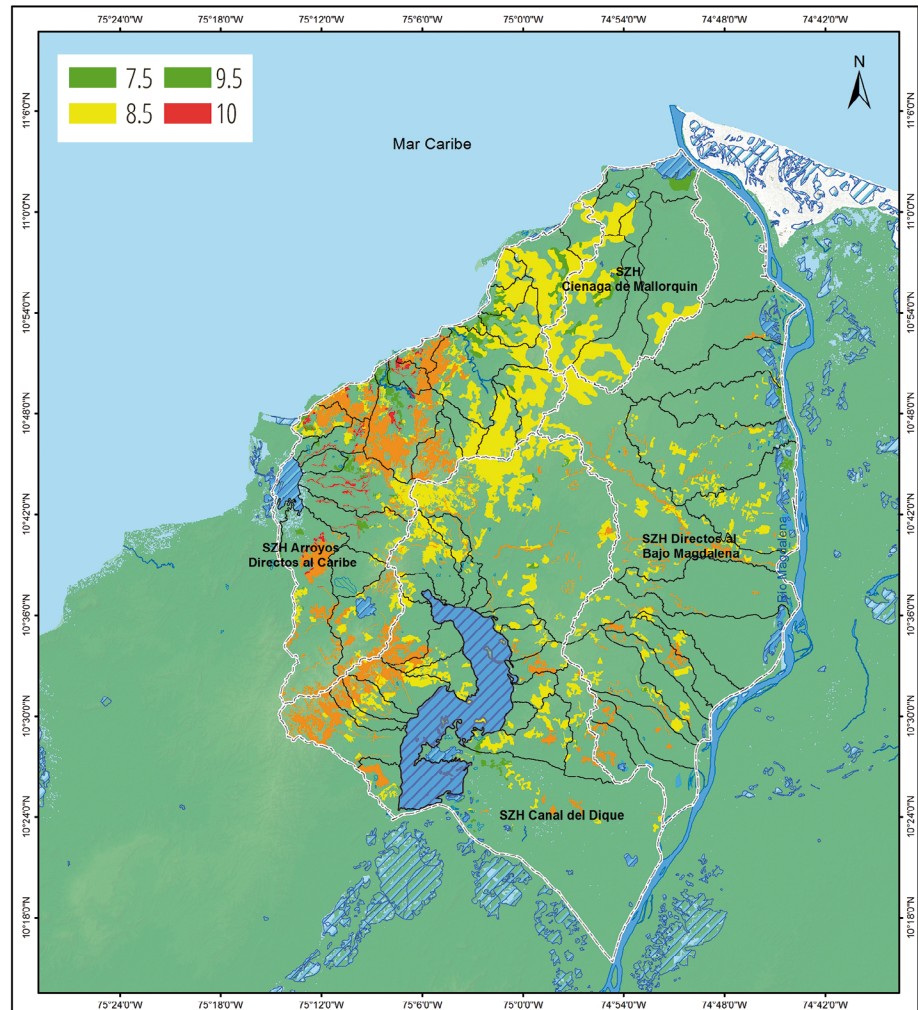 75°24'0"W 75°18'0"W 75°12'0"W 75°6'0"W 75°0'0"W 74°54'0"W 74°48'0"W 74°42'0"W
7.5 9.5
8.5 10
N
Mar Caribe
11°6'0"N 11°6'0"N
11°0'0"N 11°0'0"N
SZH
Cienaga de Mallorquin
10°54'0"N 10°54'0"N
10°48'0"N 10°48'0"N
10°42'0"N 10°42'0"N
SZH Arroyos
Directos al Caribe
SZH Directos al
Bajo Magdalena
Rio Magdalena
10°36'0"N 10°36'0"N
10°30'0"N 10°30'0"N
10°24'0"N 10°24'0"N
SZH Canal del Dique
10°18'0"N 10°18'0"N
75°24'0"W 75°18'0"W 75°12'0"W 75°6'0"W 75°0'0"W 74°54'0"W 74°48'0"W 74°42'0"W